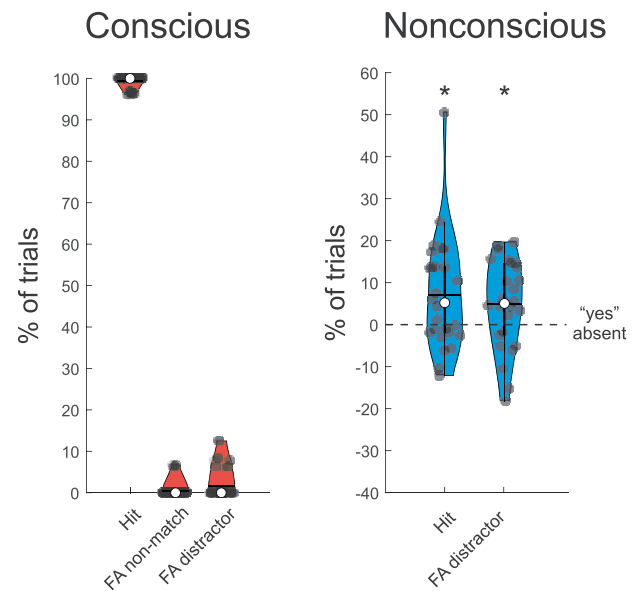 Conscious
Nonconscious
% of trials
100
90
80
70
60
50
40
30
20
10
0
Hit
FA non-match
FA distractor
% of trials
60
50
40
30
20
10
0
-10
-20
-30
-40
*
*
“yes”
absent
Hit
FA distractor